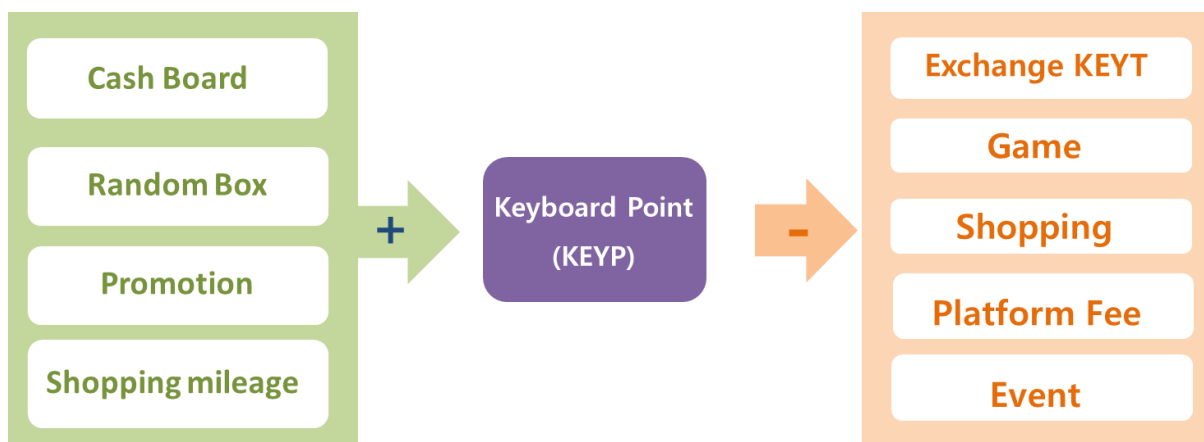 Cash Board
Random Box
Promotion
Shopping mileage
+
Keyboard Point
(KEYP)
-
Exchange KEYT
Game
Shopping
Platform Fee
Event